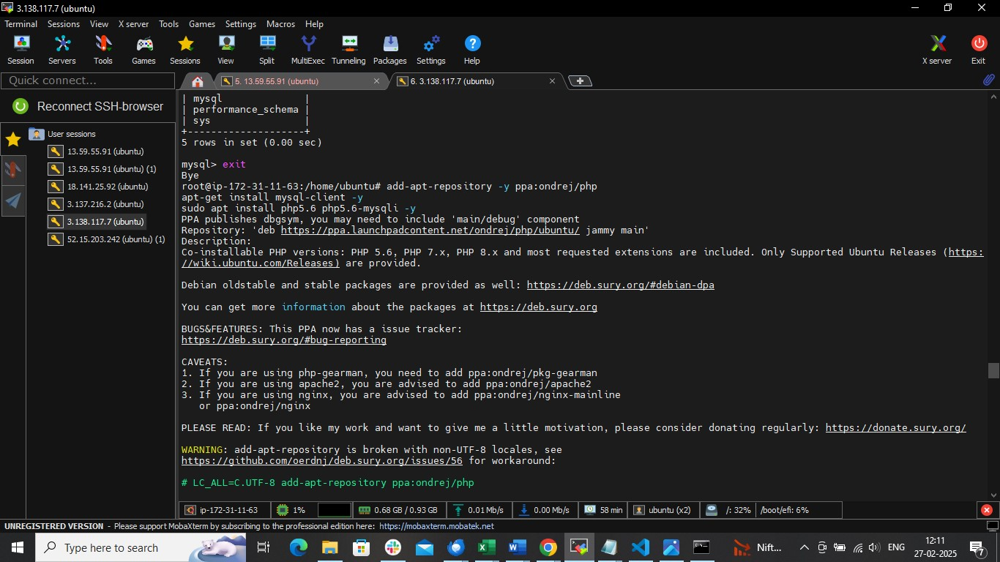 3.138.117.7 (ubuntu)
Terminal Sessions View X server Tools Games Settings Macros Help
Session Servers Tools Games Sessions View Split MultiExec Tunneling Packages Settings Help X server Exit
Quick connect...
5. 13.59.55.91 (ubuntu)
6. 3.138.117.7 (ubuntu)
Reconnect SSH-browser
User sessions
13.59.55.91 (ubuntu)
13.59.55.91 (ubuntu) (1)
18.141.25.92 (ubuntu)
3.137.216.2 (ubuntu)
3.138.117.7 (ubuntu)
52.15.203.242 (ubuntu) (1)
| mysql              |
| performance_schema |
| sys                |
+--------------------+
5 rows in set (0.00 sec)
mysql> exit
Bye
root@ip-172-31-11-63:/home/ubuntu# add-apt-repository -y ppa:ondrej/php
apt-get install mysql-client -y
sudo apt install php5.6 php5.6-mysqli -y
PPA publishes dbgsym, you may need to include 'main/debug' component
Repository: 'deb https://ppa.launchpadcontent.net/ondrej/php/ubuntu/ jammy main'
Description:
Co-installable PHP versions: PHP 5.6, PHP 7.x, PHP 8.x and most requested extensions are included. Only Supported Ubuntu Releases (https:
//wiki.ubuntu.com/Releases) are provided.
Debian oldstable and stable packages are provided as well: https://deb.sury.org/#debian-dpa
You can get more information about the packages at https://deb.sury.org
BUGS&FEATURES: This PPA now has a issue tracker:
https://deb.sury.org/#bug-reporting
CAVEATS:
1. If you are using php-gearman, you need to add ppa:ondrej/pkg-gearman
2. If you are using apache2, you are advised to add ppa:ondrej/apache2
3. If you are using nginx, you are advised to add ppa:ondrej/nginx-mainline
or ppa:ondrej/nginx
PLEASE READ: If you like my work and want to give me a little motivation, please consider donating regularly: https://donate.sury.org/
WARNING: add-apt-repository is broken with non-UTF-8 locales, see
https://github.com/oerdnj/deb.sury.org/issues/56 for workaround:
# LC_ALL=C.UTF-8 add-apt-repository ppa:ondrej/php
ip-172-31-11-63 1% 0.68 GB / 0.93 GB 0.01 Mb/s 0.00 Mb/s 58 min ubuntu (x2) /: 32% /boot/efi: 6%
UNREGISTERED VERSION - Please support MobaXterm by subscribing to the professional edition here: https://mobaxterm.mobatek.net
Type here to search
Nift...
ENG
12:11
27-02-2025
7